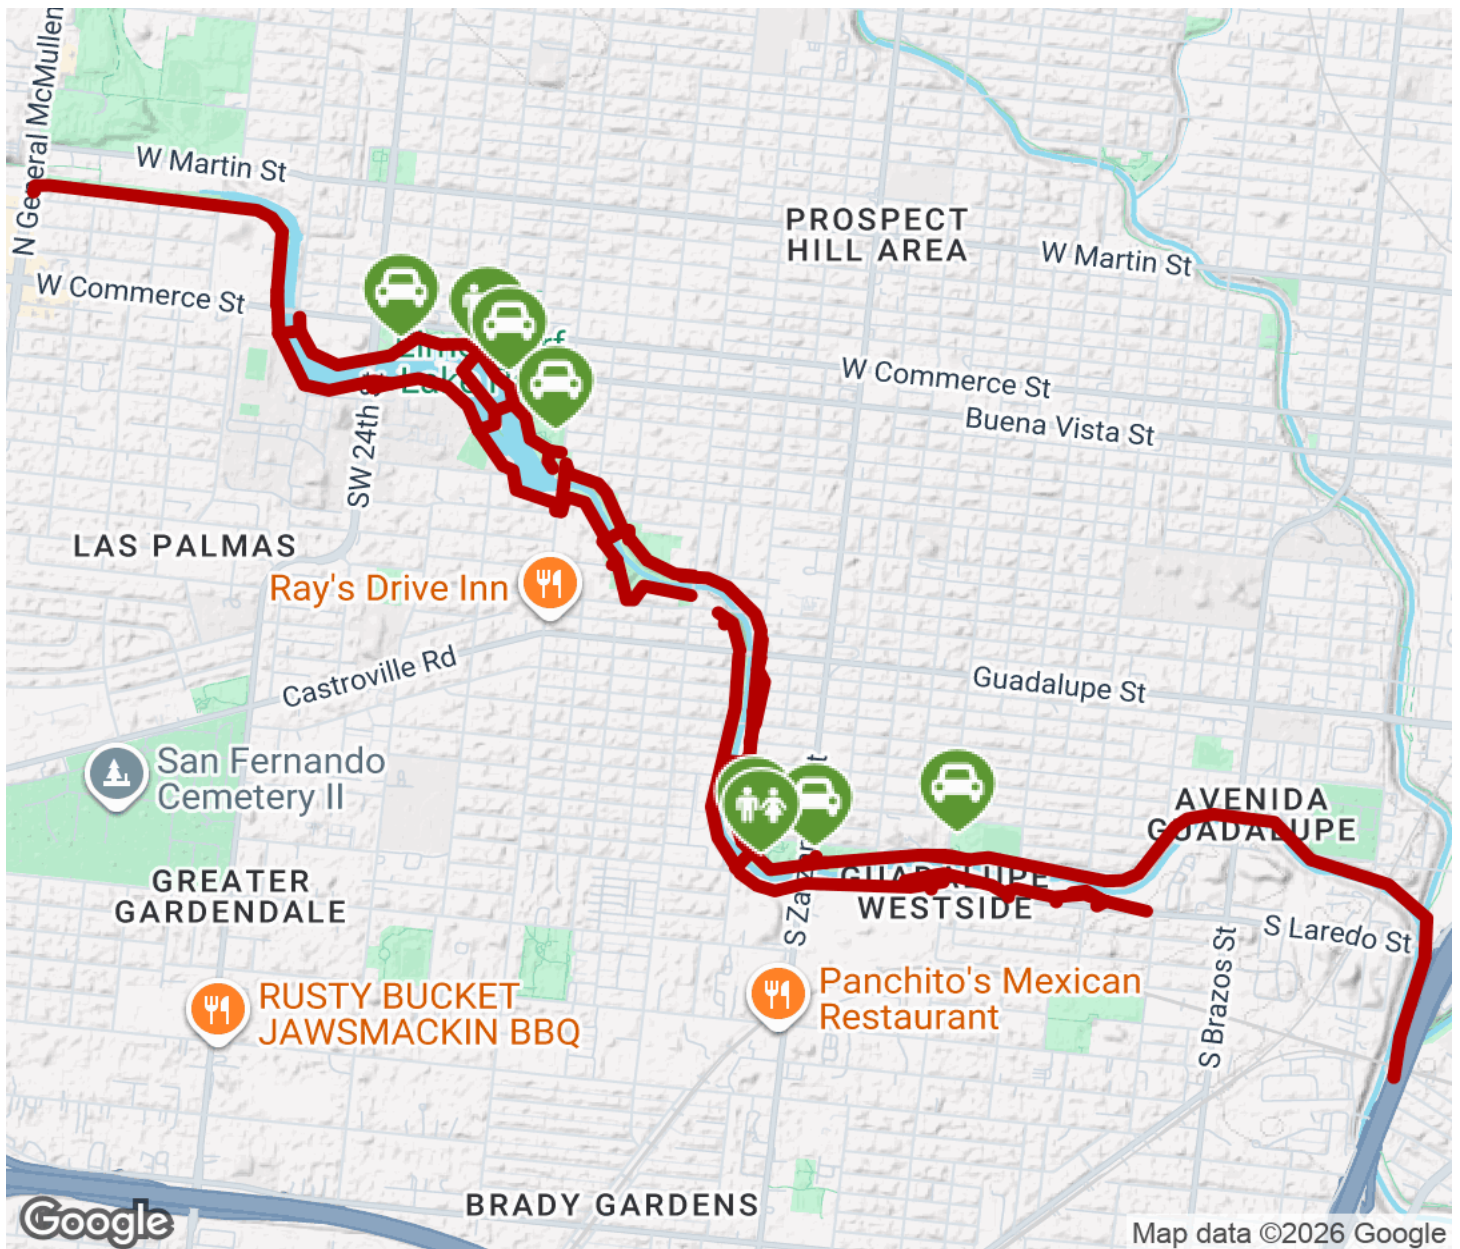 N General McMullen
W Martin St
PROSPECT
HILL AREA
W Martin St
W Commerce St
W Commerce St
Buena Vista St
SW 24th S
LAS PALMAS
Ray's Drive Inn
Castroville Rd
Guadalupe St
San Fernando
Cemetery II
AVENIDA
GUADALUPE
GREATER
GARDENDALE
GUADALUPE
WESTSIDE
S Laredo St
S Brazos St
RUSTY BUCKET
JAWSMACKIN BBQ
Panchito's Mexican
Restaurant
BRADY GARDENS
Google
Map data ©2026 Google